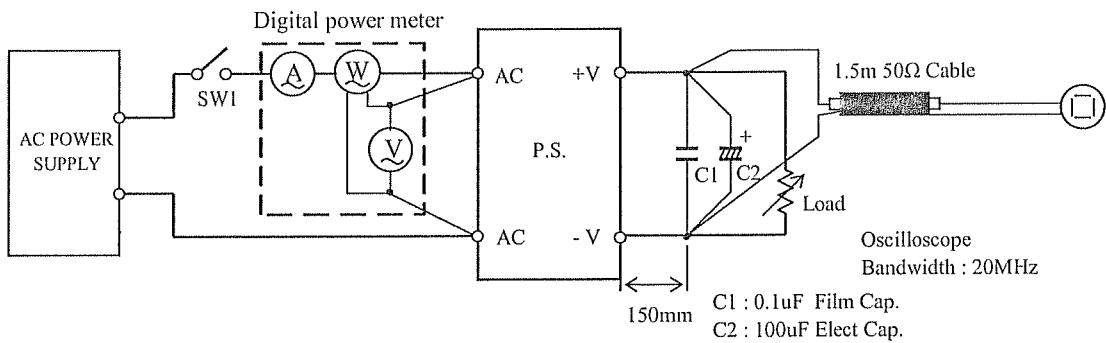 Digital power meter
AC POWER
SUPPLY
SW1
A
W
V
AC
AC
P.S.
+V
- V
C1
+
C2
Load
1.5m 50Ω Cable
150mm
Oscilloscope
Bandwidth : 20MHz
C1 : 0.1uF Film Cap.
C2 : 100uF Elect Cap.